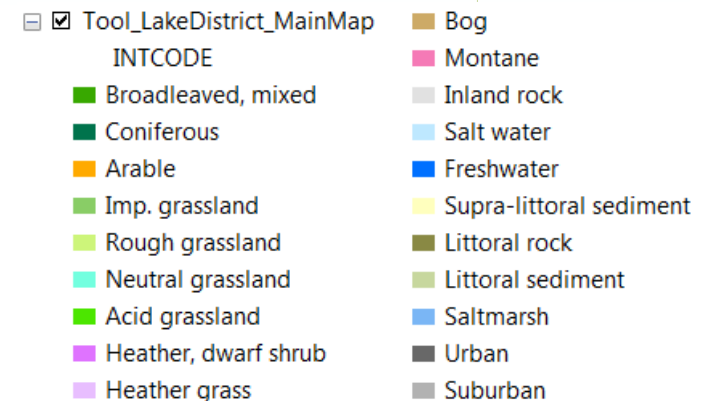 Tool_LakeDistrict_MainMap
INTCODE
Broadleaved, mixed
Coniferous
Arable
Imp. grassland
Rough grassland
Neutral grassland
Acid grassland
Heather, dwarf shrub
Heather grass
Bog
Montane
Inland rock
Salt water
Freshwater
Supra-littoral sediment
Littoral rock
Littoral sediment
Saltmarsh
Urban
Suburban